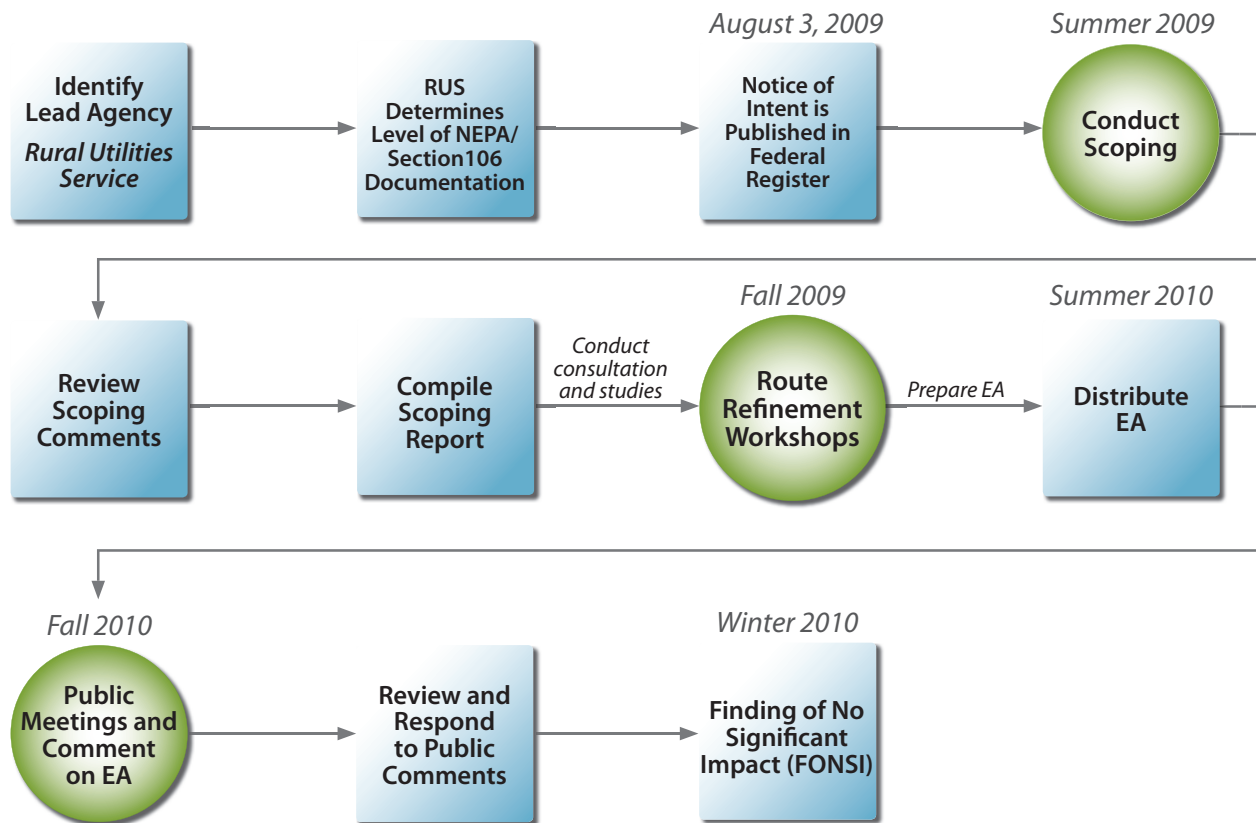 Identify
Lead Agency
Rural Utilities
Service
RUS
Determines
Level of NEPA/
Section106
Documentation
August 3, 2009
Notice of
Intent is
Published in
Federal
Register
Summer 2009
Conduct
Scoping
Review
Scoping
Comments
Compile
Scoping
Report
Conduct
consultation
and studies
Fall 2009
Route
Refinement
Workshops
Prepare EA
Summer 2010
Distribute
EA
Fall 2010
Public
Meetings and
Comment
on EA
Review and
Respond
to Public
Comments
Winter 2010
Finding of No
Significant
Impact (FONSI)